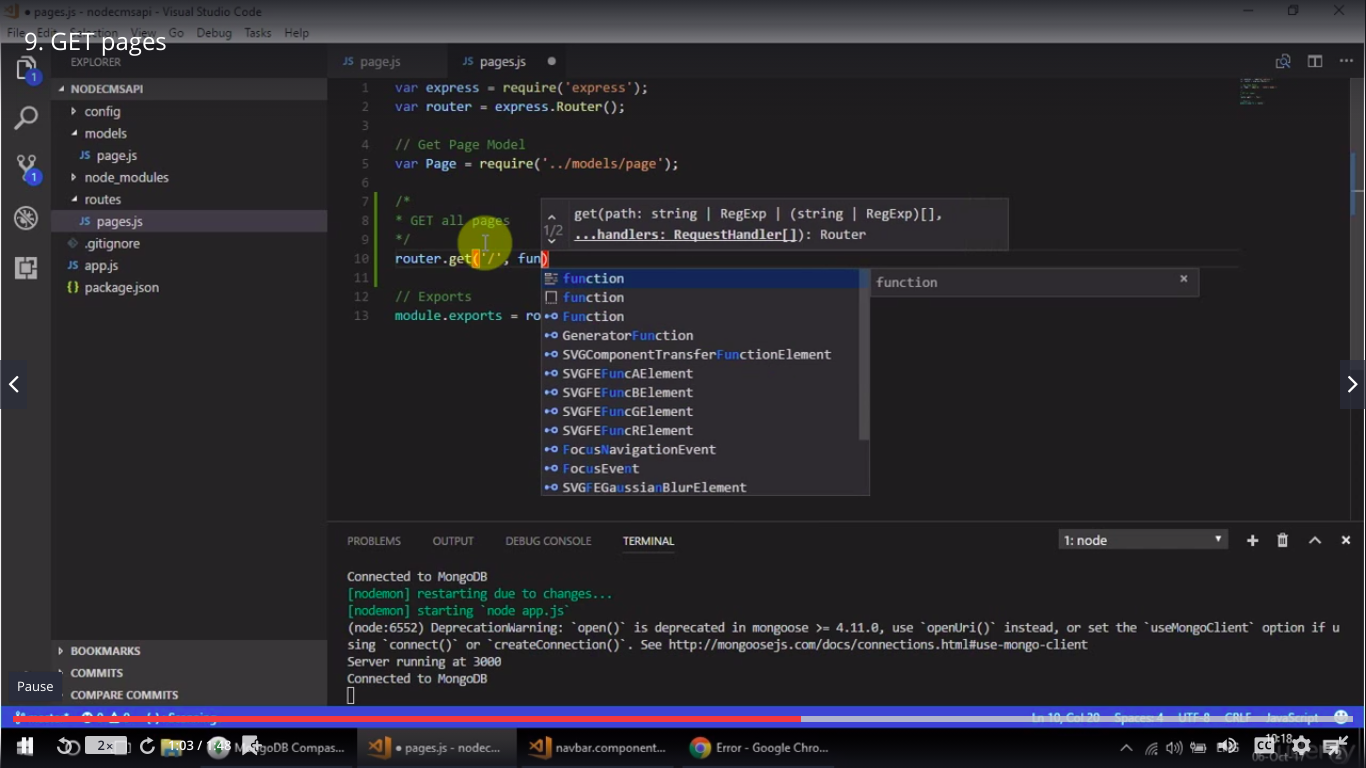 ● pages.js - nodecmsapi - Visual Studio Code
File Edit Selection View Go Debug Tasks Help
9. GET pages
EXPLORER
NODECMSAPI
config
models
JS page.js
node_modules
routes
JS pages.js
.gitignore
app.js
{} package.json
BOOKMARKS
COMMITS
COMPARE COMMITS
1
1
JS page.js
JS pages.js ●
1 var express = require('express');
2 var router = express.Router();
3
4 // Get Page Model
5 var Page = require('../models/page');
6
7 /*
8 * GET all pages
9 */
10 router.get('/', fun)
11
12 // Exports
13 module.exports = ro
get(path: string | RegExp | (string | RegExp)[],
1/2
...handlers: RequestHandler[]): Router
function
function
Function
GeneratorFunction
SVGComponentTransferFunctionElement
SVGFEFuncAElement
SVGFEFuncBElement
SVGFEFuncGElement
SVGFEFuncRElement
FocusNavigationEvent
FocusEvent
SVGFEGaussianBlurElement
function
PROBLEMS OUTPUT DEBUG CONSOLE TERMINAL
1: node
Connected to MongoDB
[nodemon] restarting due to changes...
[nodemon] starting `node app.js`
(node:6552) DeprecationWarning: `open()` is deprecated in mongoose >= 4.11.0, use `openUri()` instead, or set the `useMongoClient` option if u
sing `connect()` or `createConnection()`. See http://mongoosejs.com/docs/connections.html#use-mongo-client
Server running at 3000
Connected to MongoDB
Pause
Ln 10, Col 20 Spaces: 4 UTF-8 CRLF JavaScript
2x 1:03 / 1:48
MongoDB Compas...
● pages.js - nodec...
navbar.component...
Error - Google Chro...
CC
10:18
06-Oct-17